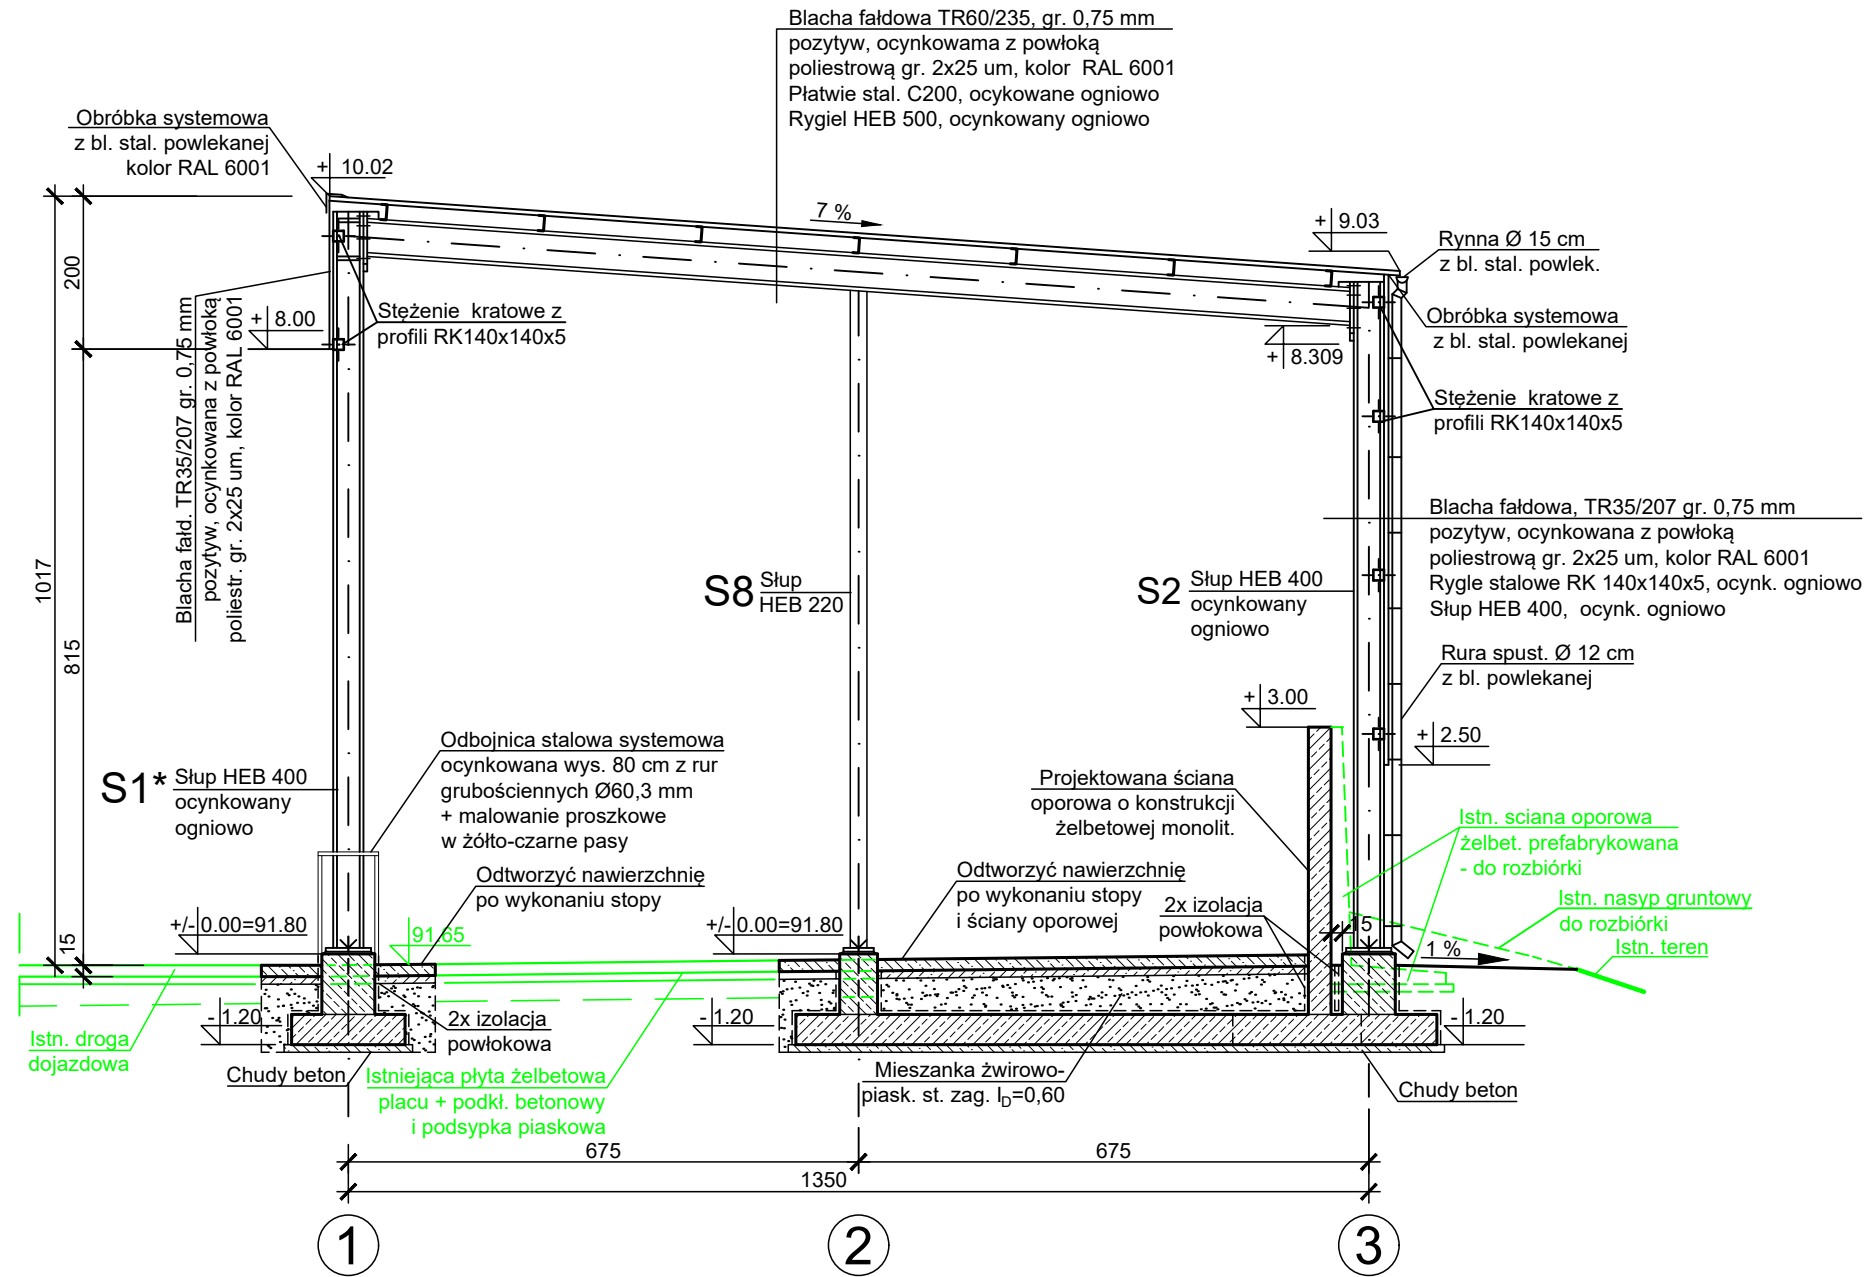 Blacha fałdowa TR60/235, gr. 0,75 mm
pozytyw, ocynkowama z powłoką
poliestrową gr. 2x25 um, kolor RAL 6001
Płatwie stal. C200, ocykowane ogniowo
Rygiel HEB 500, ocynkowany ogniowo
Obróbka systemowa
z bl. stal. powlekanej
kolor RAL 6001
+ 10.02
7 %
+ 9.03
Rynna Ø 15 cm
z bl. stal. powlek.
200
Blacha fałd. TR35/207 gr. 0,75 mm
pozytyw, ocynkowana z powłoką
poliestr. gr. 2x25 um, kolor RAL 6001
+ 8.00
Stężenie kratowe z
profili RK140x140x5
+ 8.309
Obróbka systemowa
z bl. stal. powlekanej
Stężenie kratowe z
profili RK140x140x5
Blacha fałdowa, TR35/207 gr. 0,75 mm
pozytyw, ocynkowana z powłoką
poliestrową gr. 2x25 um, kolor RAL 6001
Rygle stalowe RK 140x140x5, ocynk. ogniowo
Słup HEB 400, ocynk. ogniowo
1017
815
15
S8 Słup
HEB 220
S2 Słup HEB 400
ocynkowany
ogniowo
Rura spust. Ø 12 cm
z bl. powlekanej
+ 3.00
+ 2.50
S1* Słup HEB 400
ocynkowany
ogniowo
Odbojnica stalowa systemowa
ocynkowana wys. 80 cm z rur
grubościennych Ø60,3 mm
+ malowanie proszkowe
w żółto-czarne pasy
Projektowana ściana
oporowa o konstrukcji
żelbetowej monolit.
Istn. sciana oporowa
żelbet. prefabrykowana
- do rozbiórki
Odtworzyć nawierzchnię
po wykonaniu stopy
Odtworzyć nawierzchnię
po wykonaniu stopy
i ściany oporowej
2x izolacja
powłokowa
Istn. nasyp gruntowy
do rozbiórki
Istn. teren
+/- 0.00=91.80
91.65
+/- 0.00=91.80
15
1 %
- 1.20
- 1.20
- 1.20
Istn. droga
dojazdowa
2x izolacja
powłokowa
Chudy beton
Istniejąca płyta żelbetowa
placu + podkł. betonowy
i podsypka piaskowa
Mieszanka żwirowo-
piask. st. zag. ID=0,60
Chudy beton
675
675
1350
1
2
3